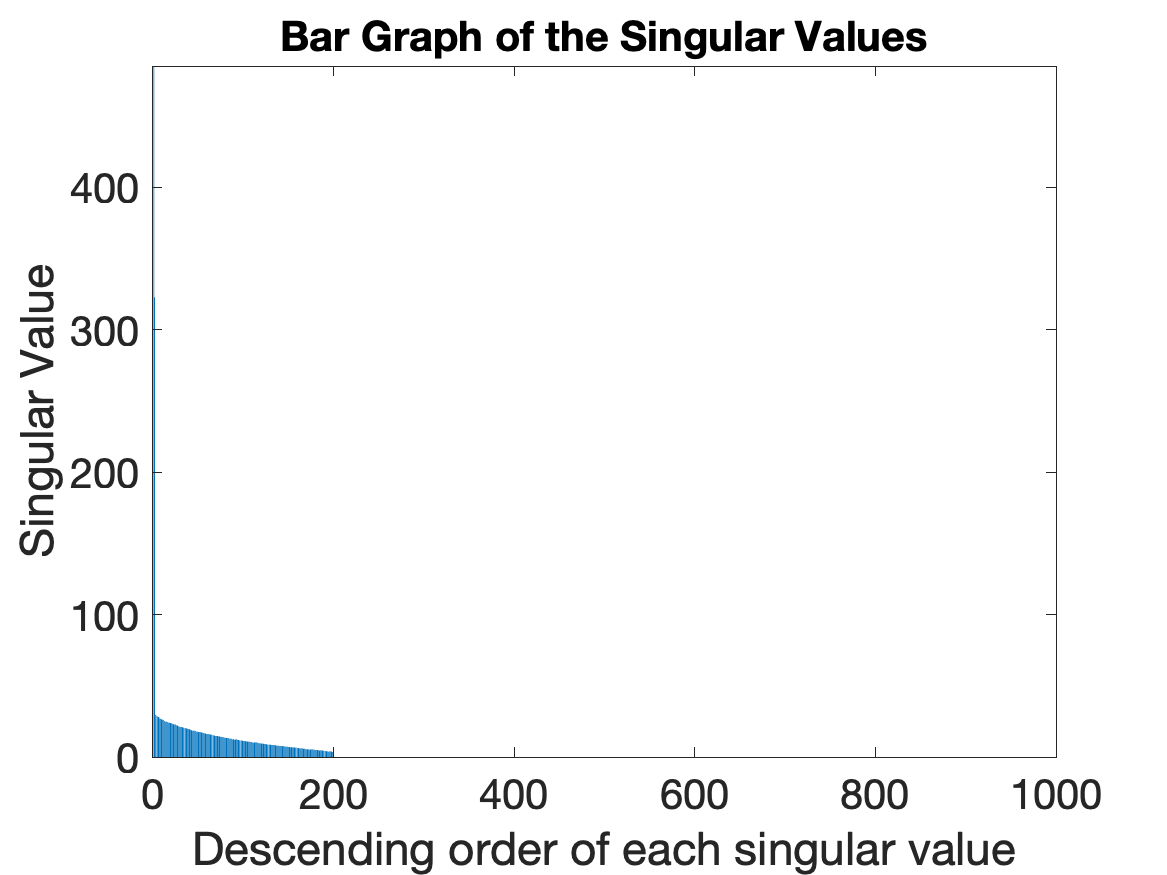 Bar Graph of the Singular Values
Singular Value
400
300
200
100
0
0 200 400 600 800 1000
Descending order of each singular value